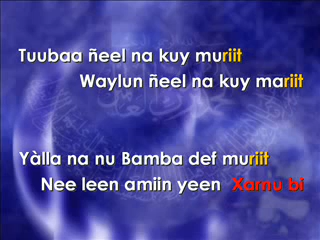 Tuubaa ñeel na kuy muriit
Waylun ñeel na kuy mariit
Yàlla na nu Bamba def muriit
Nee leen amiin yeen Xarnu bi